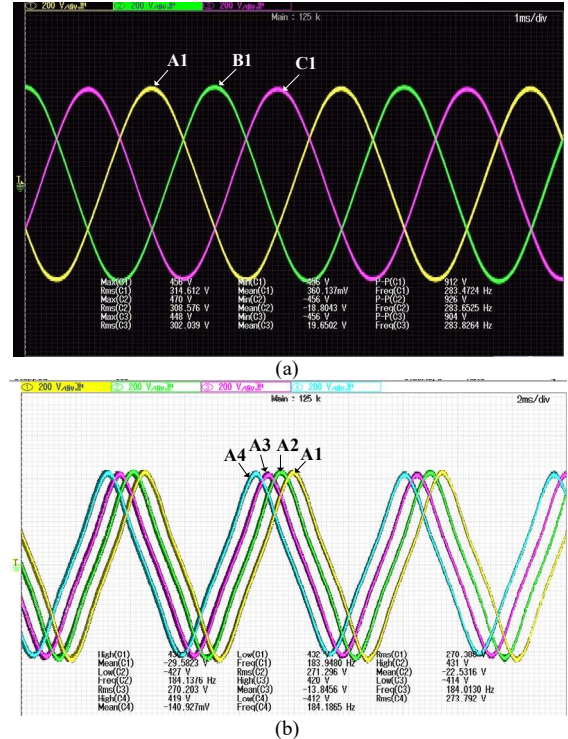 ① 200 V/div ② 200 V/div ③ 200 V/div
Main : 125 k 1ms/div
A1 B1 C1
T
Max(C1) 456 V Min(C1) -456 V P-P(C1) 912 V
Rms(C1) 314.612 V Mean(C1) 360.137mV Freq(C1) 283.4724 Hz
Max(C2) 470 V Min(C2) -456 V P-P(C2) 926 V
Rms(C2) 308.576 V Mean(C2) -18.8043 V Freq(C2) 283.6525 Hz
Max(C3) 448 V Min(C3) -456 V P-P(C3) 904 V
Rms(C3) 302.039 V Mean(C3) 19.6502 V Freq(C3) 283.8264 Hz
(a)
① 200 V/div ② 200 V/div ③ 200 V/div ④ 200 V/div
Main : 125 k 2ms/div
A4 A3 A2 A1
T
High(C1) V Low(C1) 432 V Rms(C1)
Mean(C1) -29.5823 V Freq(C1) 183.9480 Hz High(C2) 431 V
Low(C2) -427 V Rms(C2) 271.296 V Mean(C2) -22.5316 V
Freq(C2) 184.1376 Hz High(C3) 420 V Low(C3) -414 V
Rms(C3) 270.203 V Mean(C3) -13.8456 V Freq(C3) 184.0130 Hz
High(C4) 419 V Low(C4) -412 V Rms(C4) 273.792 V
Mean(C4) -140.927mV Freq(C4) 184.1865 Hz
(b)